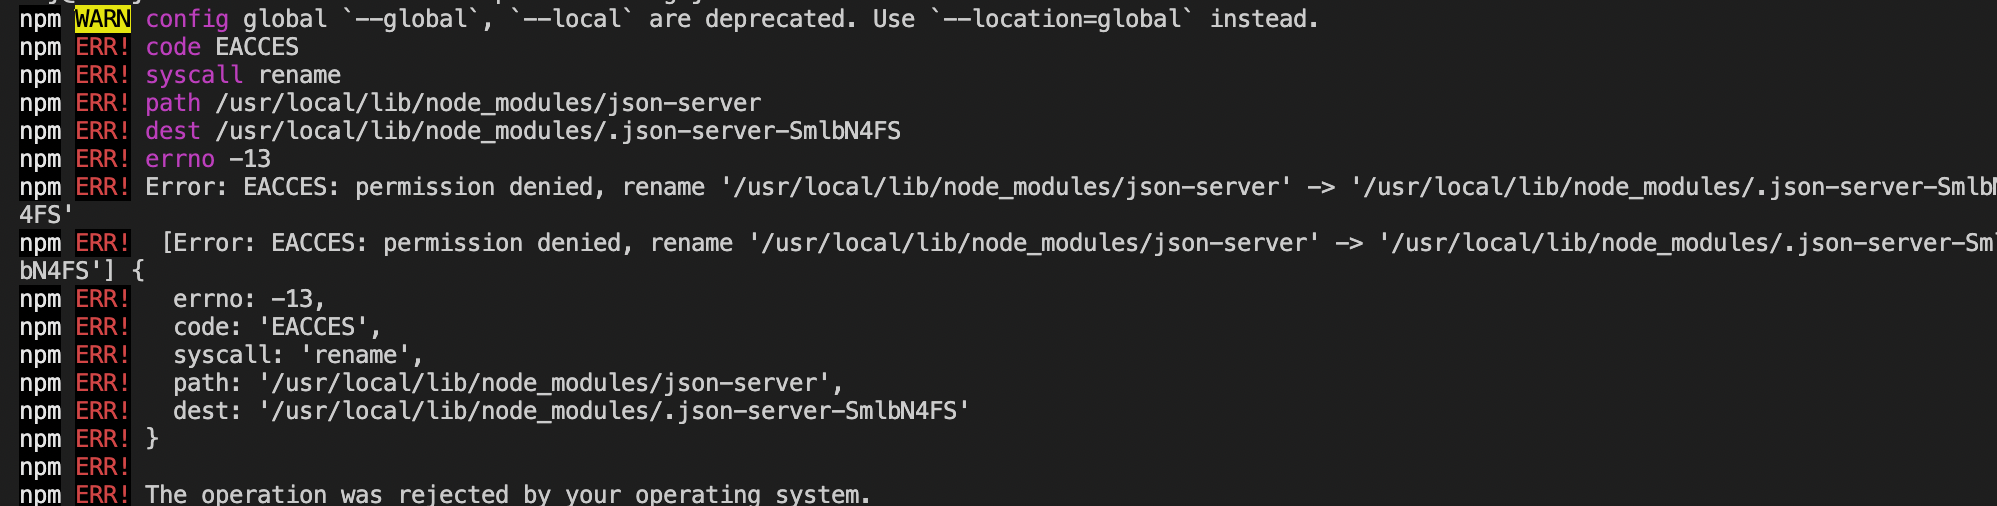 npm WARN config global `--global`, `--local` are deprecated. Use `--location=global` instead.
npm ERR! code EACCES
npm ERR! syscall rename
npm ERR! path /usr/local/lib/node_modules/json-server
npm ERR! dest /usr/local/lib/node_modules/.json-server-SmlbN4FS
npm ERR! errno -13
npm ERR! Error: EACCES: permission denied, rename '/usr/local/lib/node_modules/json-server' -> '/usr/local/lib/node_modules/.json-server-SmlbN
4FS'
npm ERR!  [Error: EACCES: permission denied, rename '/usr/local/lib/node_modules/json-server' -> '/usr/local/lib/node_modules/.json-server-Sml
bN4FS'] {
npm ERR!   errno: -13,
npm ERR!   code: 'EACCES',
npm ERR!   syscall: 'rename',
npm ERR!   path: '/usr/local/lib/node_modules/json-server',
npm ERR!   dest: '/usr/local/lib/node_modules/.json-server-SmlbN4FS'
npm ERR! }
npm ERR!
npm ERR! The operation was rejected by your operating system.